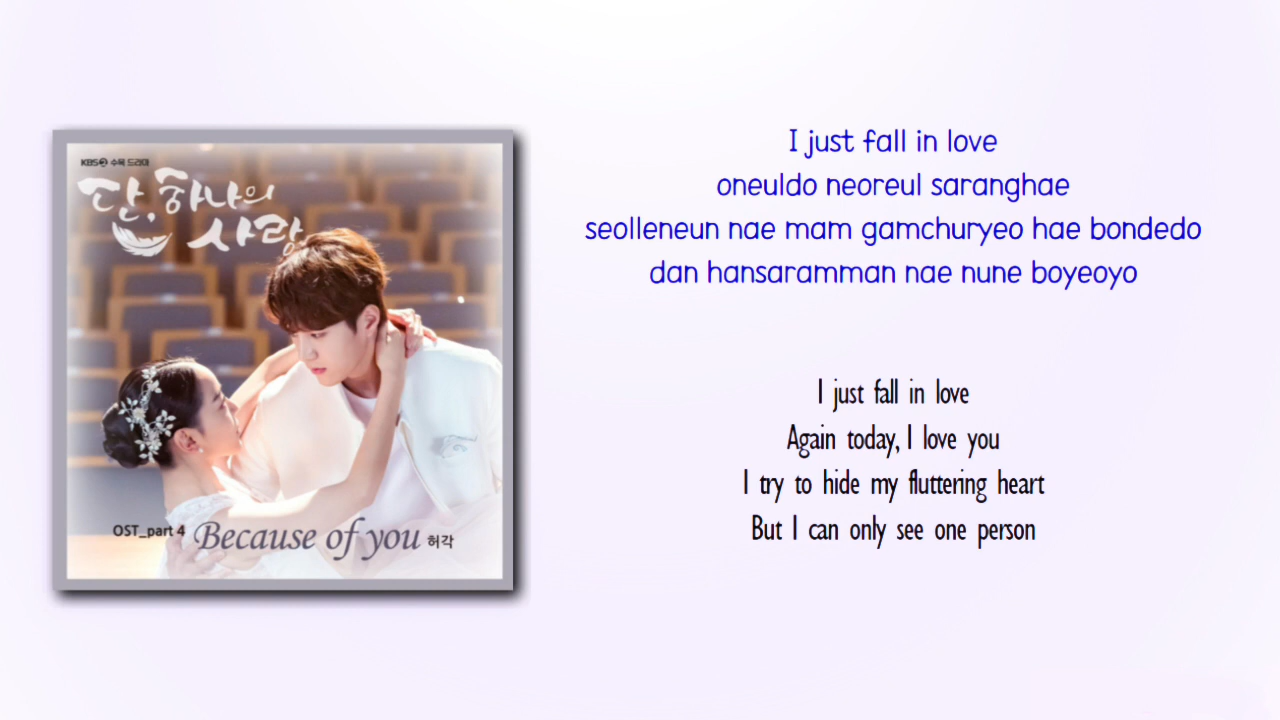 KBS2 수목 드라마
단, 하나의
사랑
OST_part 4 Because of you 허각
I just fall in love
oneuldo neoreul saranghae
seolleneun nae mam gamchuryeo hae bondedo
dan hansaramman nae nune boyeoyo
I just fall in love
Again today, I love you
I try to hide my fluttering heart
But I can only see one person